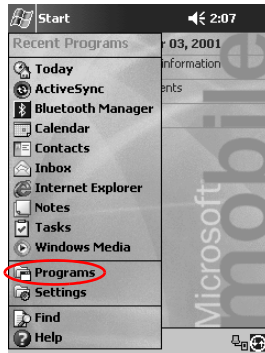 Start 2:07
Recent Programs r 03, 2001
Today information
ActiveSync ents
Bluetooth Manager
Calendar
Contacts
Inbox
Internet Explorer
Notes
Tasks
Windows Media
Programs
Settings
Find
Help
Microsoft
mobile